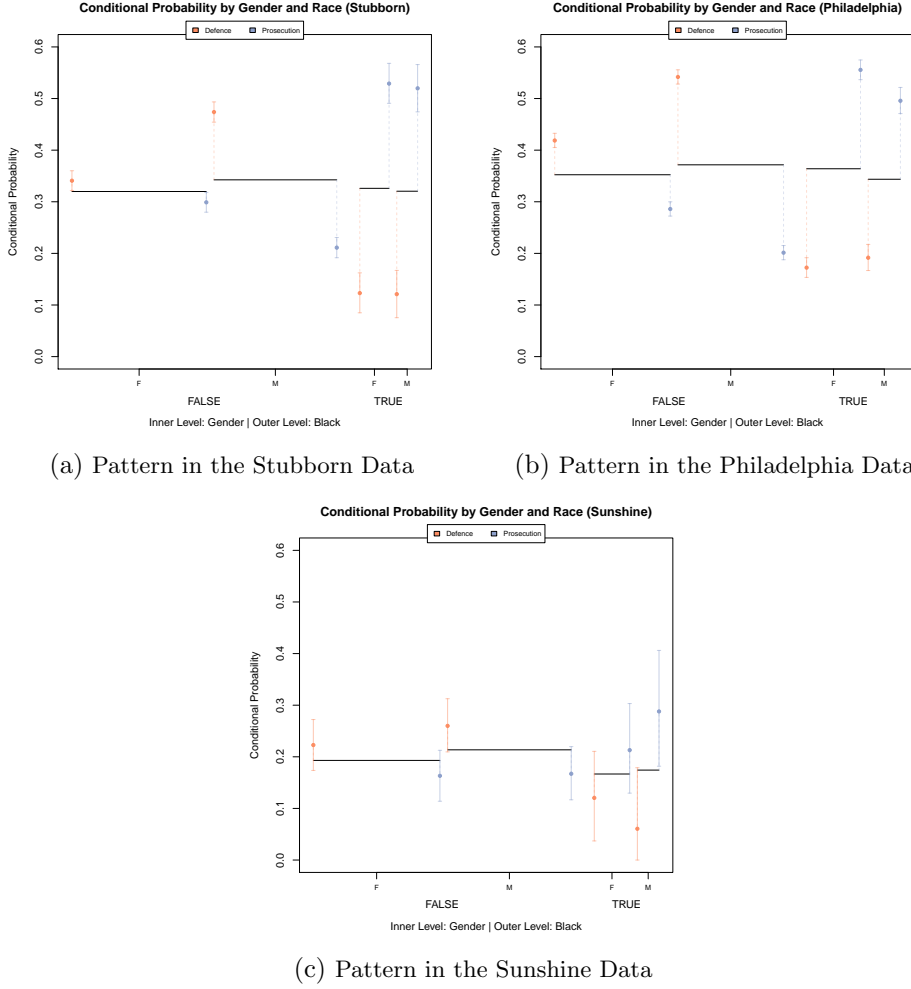 Conditional Probability by Gender and Race (Stubborn)
Defence Prosecution
Conditional Probability
0.0 0.1 0.2 0.3 0.4 0.5 0.6
F M F M
FALSE TRUE
Inner Level: Gender | Outer Level: Black
(a) Pattern in the Stubborn Data
Conditional Probability by Gender and Race (Philadelphia)
Defence Prosecution
Conditional Probability
0.0 0.1 0.2 0.3 0.4 0.5 0.6
F M F M
FALSE TRUE
Inner Level: Gender | Outer Level: Black
(b) Pattern in the Philadelphia Data
Conditional Probability by Gender and Race (Sunshine)
Defence Prosecution
Conditional Probability
0.0 0.1 0.2 0.3 0.4 0.5 0.6
F M F M
FALSE TRUE
Inner Level: Gender | Outer Level: Black
(c) Pattern in the Sunshine Data